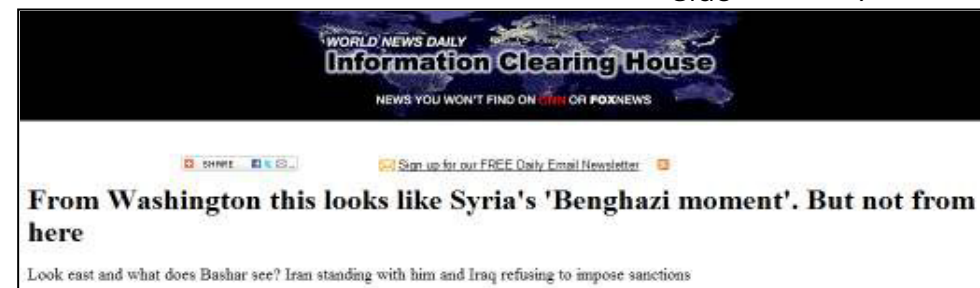 WORLD NEWS DAILY
Information Clearing House
NEWS YOU WON'T FIND ON CNN OR FOXNEWS
SHARE
Sign up for our FREE Daily Email Newsletter
From Washington this looks like Syria's 'Benghazi moment'. But not from
here
Look east and what does Bashar see? Iran standing with him and Iraq refusing to impose sanctions